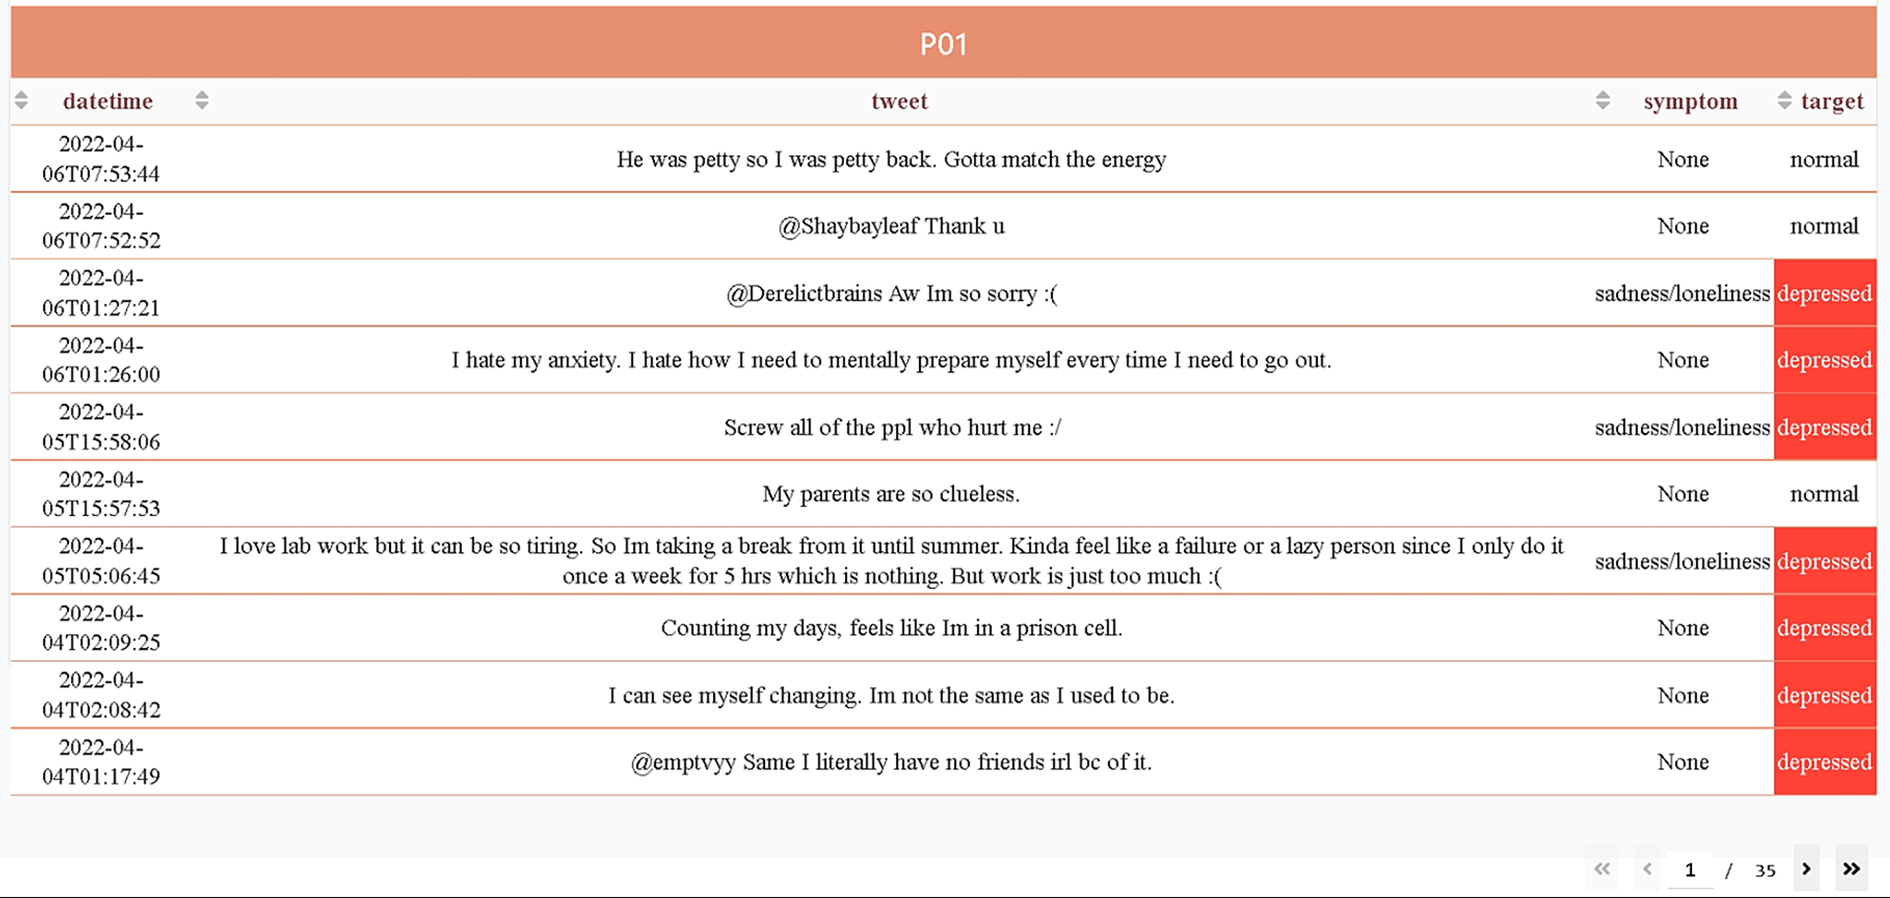 P01
datetime tweet symptom target
2022-04-
06T07:53:44
He was petty so I was petty back. Gotta match the energy
None
normal
2022-04-
06T07:52:52
@Shaybayleaf Thank u
None
normal
2022-04-
06T01:27:21
@Derelictbrains Aw Im so sorry :(
sadness/loneliness
depressed
2022-04-
06T01:26:00
I hate my anxiety. I hate how I need to mentally prepare myself every time I need to go out.
None
depressed
2022-04-
05T15:58:06
Screw all of the ppl who hurt me :/
sadness/loneliness
depressed
2022-04-
05T15:57:53
My parents are so clueless.
None
normal
2022-04-
05T05:06:45
I love lab work but it can be so tiring. So Im taking a break from it until summer. Kinda feel like a failure or a lazy person since I only do it
once a week for 5 hrs which is nothing. But work is just too much :(
sadness/loneliness
depressed
2022-04-
04T02:09:25
Counting my days, feels like Im in a prison cell.
None
depressed
2022-04-
04T02:08:42
I can see myself changing. Im not the same as I used to be.
None
depressed
2022-04-
04T01:17:49
@emptvyy Same I literally have no friends irl bc of it.
None
depressed
« ‹ 1 / 35 › »